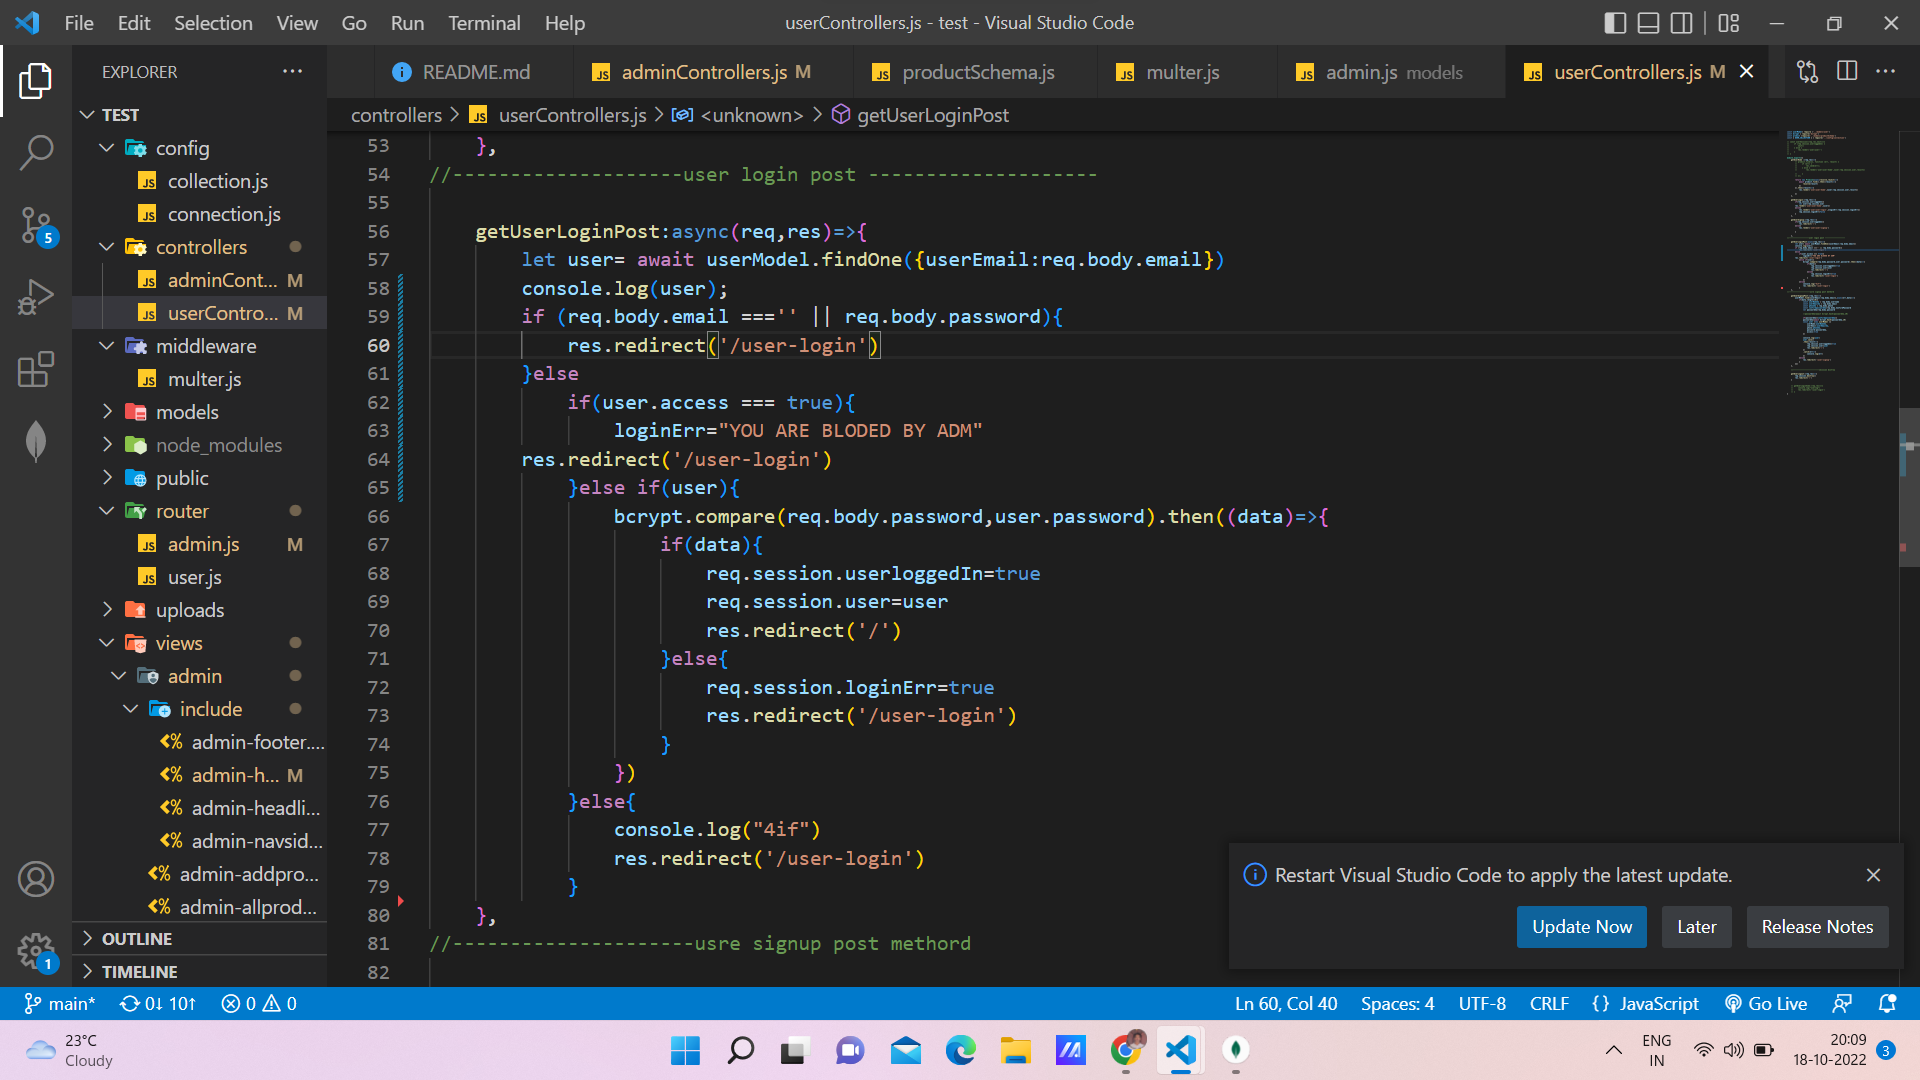 File Edit Selection View Go Run Terminal Help
userControllers.js - test - Visual Studio Code
EXPLORER
README.md
adminControllers.js M
productSchema.js
multer.js
admin.js models
userControllers.js M
controllers > userControllers.js > <unknown> > getUserLoginPost
TEST
config
collection.js
connection.js
controllers
adminCont... M
userContro... M
middleware
multer.js
models
node_modules
public
router
admin.js M
user.js
uploads
views
admin
include
admin-footer....
admin-h... M
admin-headli...
admin-navsid...
admin-addpro...
admin-allprod...
OUTLINE
TIMELINE
5
1
53 },
54 //--------------------user login post --------------------
55
56 getUserLoginPost:async(req,res)=>{
57 let user= await userModel.findOne({userEmail:req.body.email})
58 console.log(user);
59 if (req.body.email ==='' || req.body.password){
60 res.redirect('/user-login')
61 }else
62 if(user.access === true){
63 loginErr="YOU ARE BLODED BY ADM"
64 res.redirect('/user-login')
65 }else if(user){
66 bcrypt.compare(req.body.password,user.password).then((data)=>{
67 if(data){
68 req.session.userloggedIn=true
69 req.session.user=user
70 res.redirect('/')
71 }else{
72 req.session.loginErr=true
73 res.redirect('/user-login')
74 }
75 })
76 }else{
77 console.log("4if")
78 res.redirect('/user-login')
79 }
80 },
81 //---------------------usre signup post methord
82
Restart Visual Studio Code to apply the latest update.
Update Now
Later
Release Notes
main* 0↓ 10↑ 0 0
Ln 60, Col 40 Spaces: 4 UTF-8 CRLF {} JavaScript Go Live
23°C
Cloudy
ENG
IN
20:09
18-10-2022
3